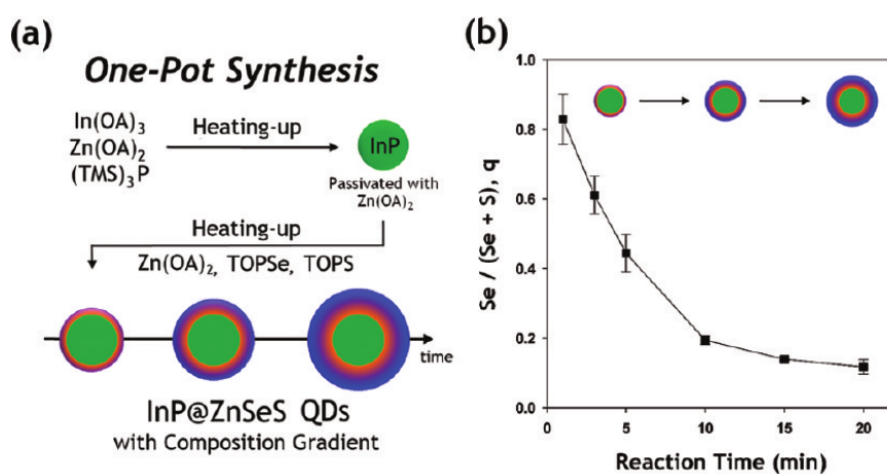 (a)
One-Pot Synthesis
In(OA)3
Zn(OA)2
(TMS)3P
Heating-up
InP
Passivated with
Zn(OA)2
Heating-up
Zn(OA)2, TOPSe, TOPS
time
InP@ZnSeS QDs
with Composition Gradient
(b)
Se / (Se + S), q
1.0
0.8
0.6
0.4
0.2
0.0
0
5
10
15
20
Reaction Time (min)